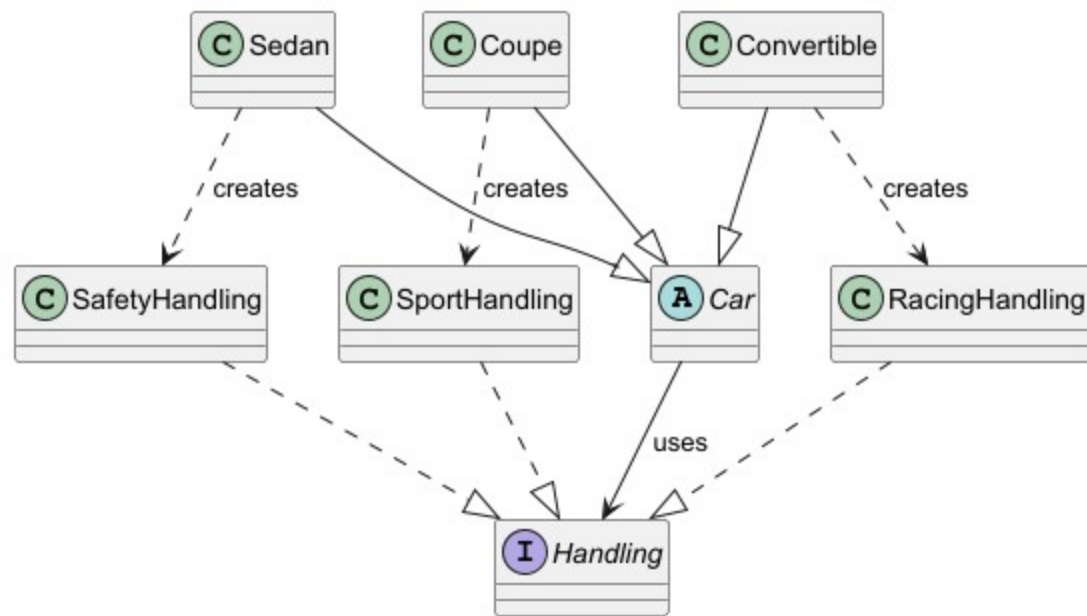 C Sedan
C Coupe
C Convertible
creates
creates
creates
C SafetyHandling
C SportHandling
A Car
C RacingHandling
uses
I Handling